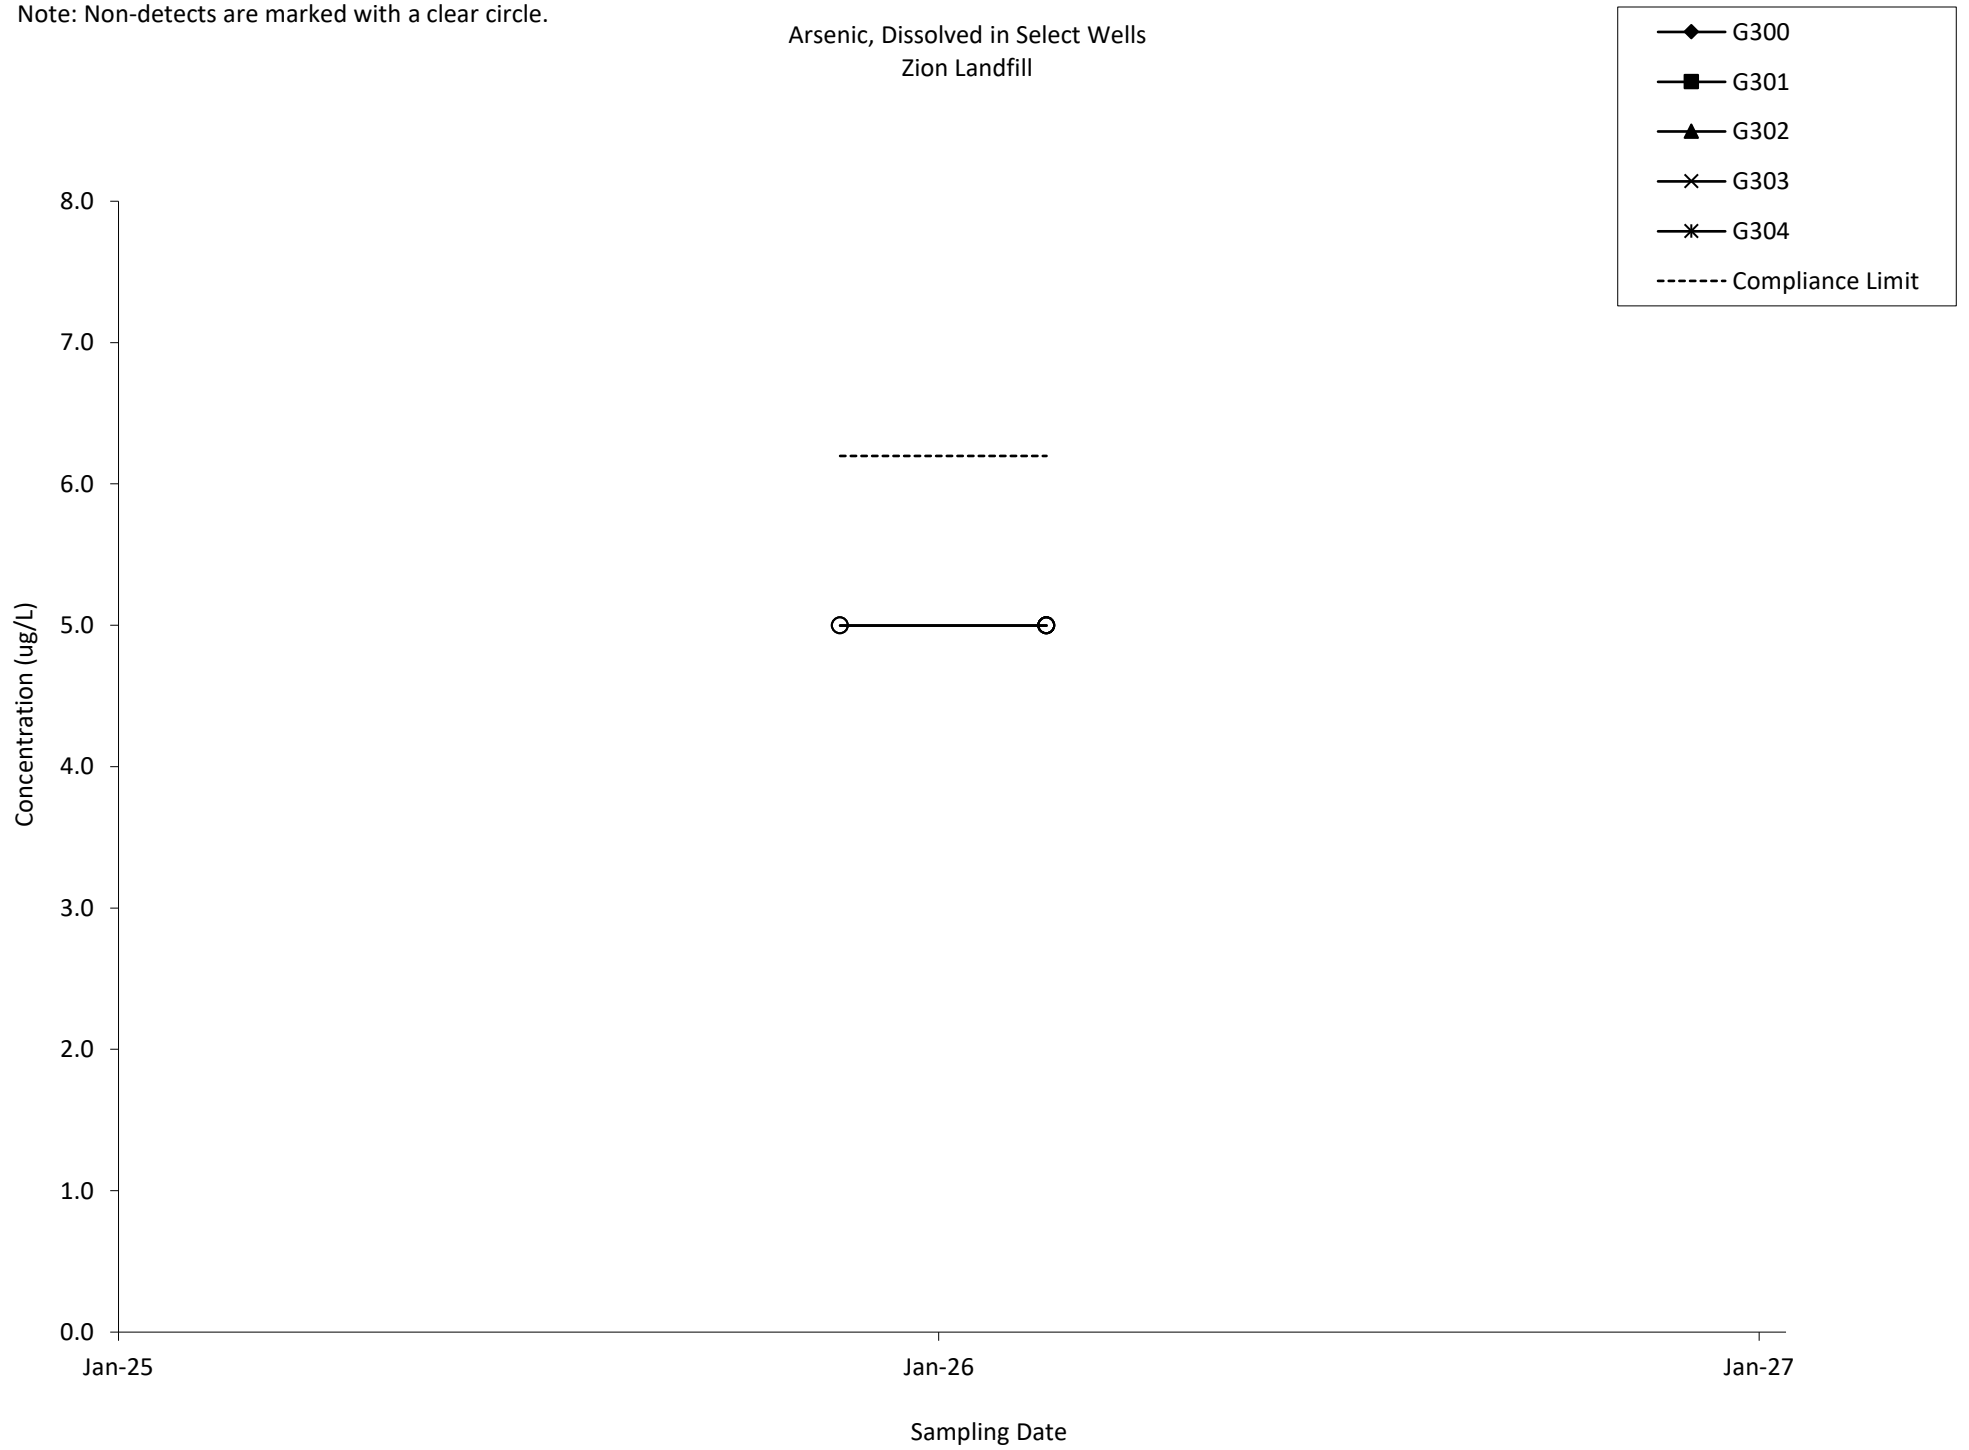 Note: Non-detects are marked with a clear circle.
Arsenic, Dissolved in Select Wells
Zion Landfill
G300
G301
G302
G303
G304
Compliance Limit
8.0
7.0
6.0
5.0
4.0
3.0
2.0
1.0
0.0
Concentration (ug/L)
Jan-25
Jan-26
Jan-27
Sampling Date